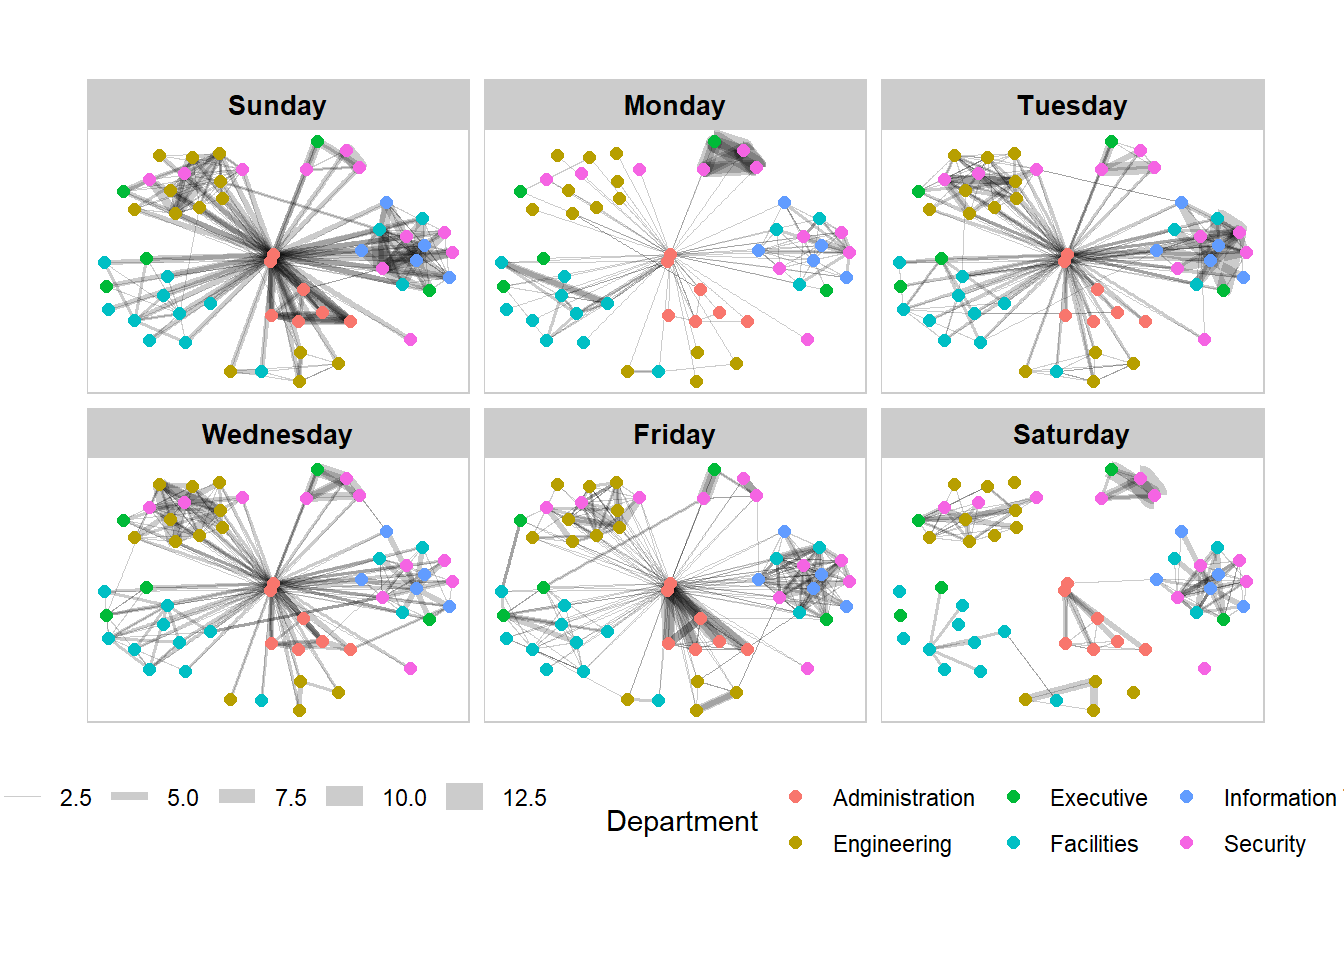 Sunday Monday Tuesday
Wednesday Friday Saturday
2.5 5.0 7.5 10.0 12.5
Department
Administration Executive Information
Engineering Facilities Security